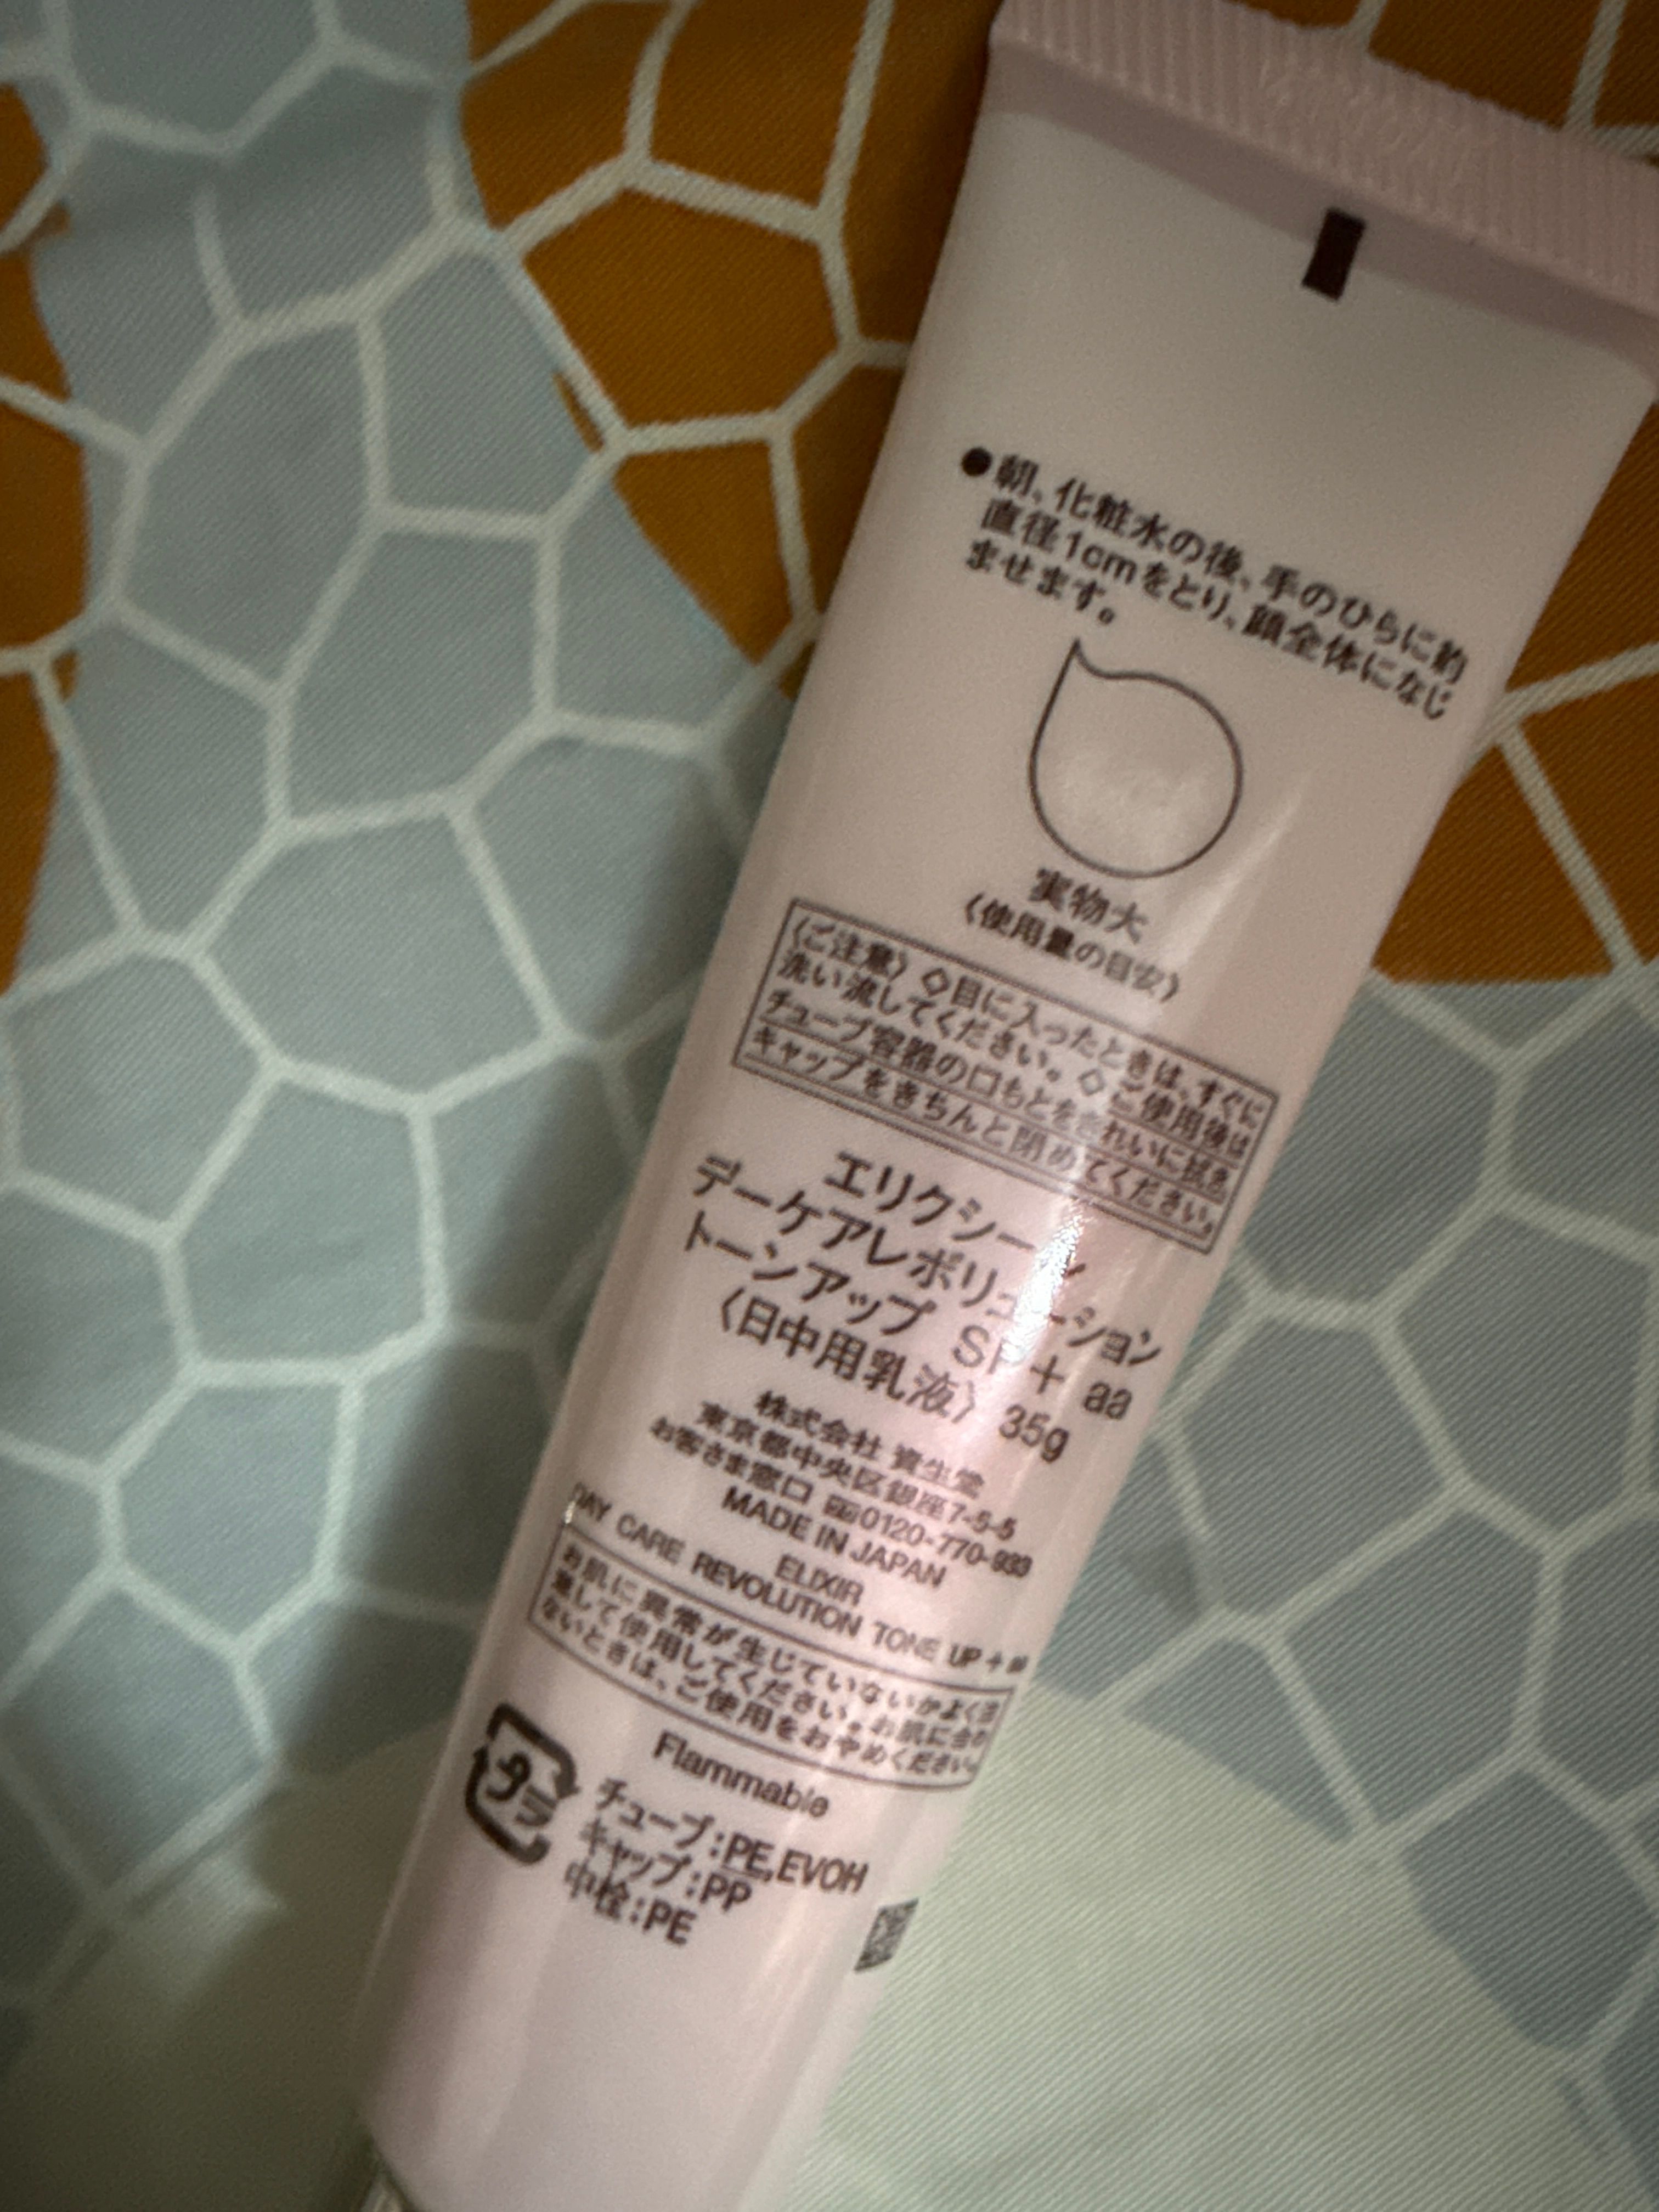 ●朝、化粧水の後、手のひらに約
直径1cmをとり、顔全体になじ
ませます。
実物大
〈使用量の目安〉
〈ご注意〉◇目に入ったときは、すぐに
洗い流してください。◇ご使用後は
チューブ容器の口もとをきれいに拭き
キャップをきちんと閉めてください。
エリクシール
デーケアレボリューション
トーンアップ SP+ aa
〈日中用乳液〉 35g
株式会社 資生堂
東京都中央区銀座7-5-5
お客さま窓口 0120-770-933
MADE IN JAPAN
ELIXIR
DAY CARE REVOLUTION TONE UP+ aa
お肌に異常が生じていないかよく注
意して使用してください。お肌に合わ
ないときは、ご使用をおやめください。
Flammable
プラ
チューブ:PE,EVOH
キャップ:PP
中栓:PE